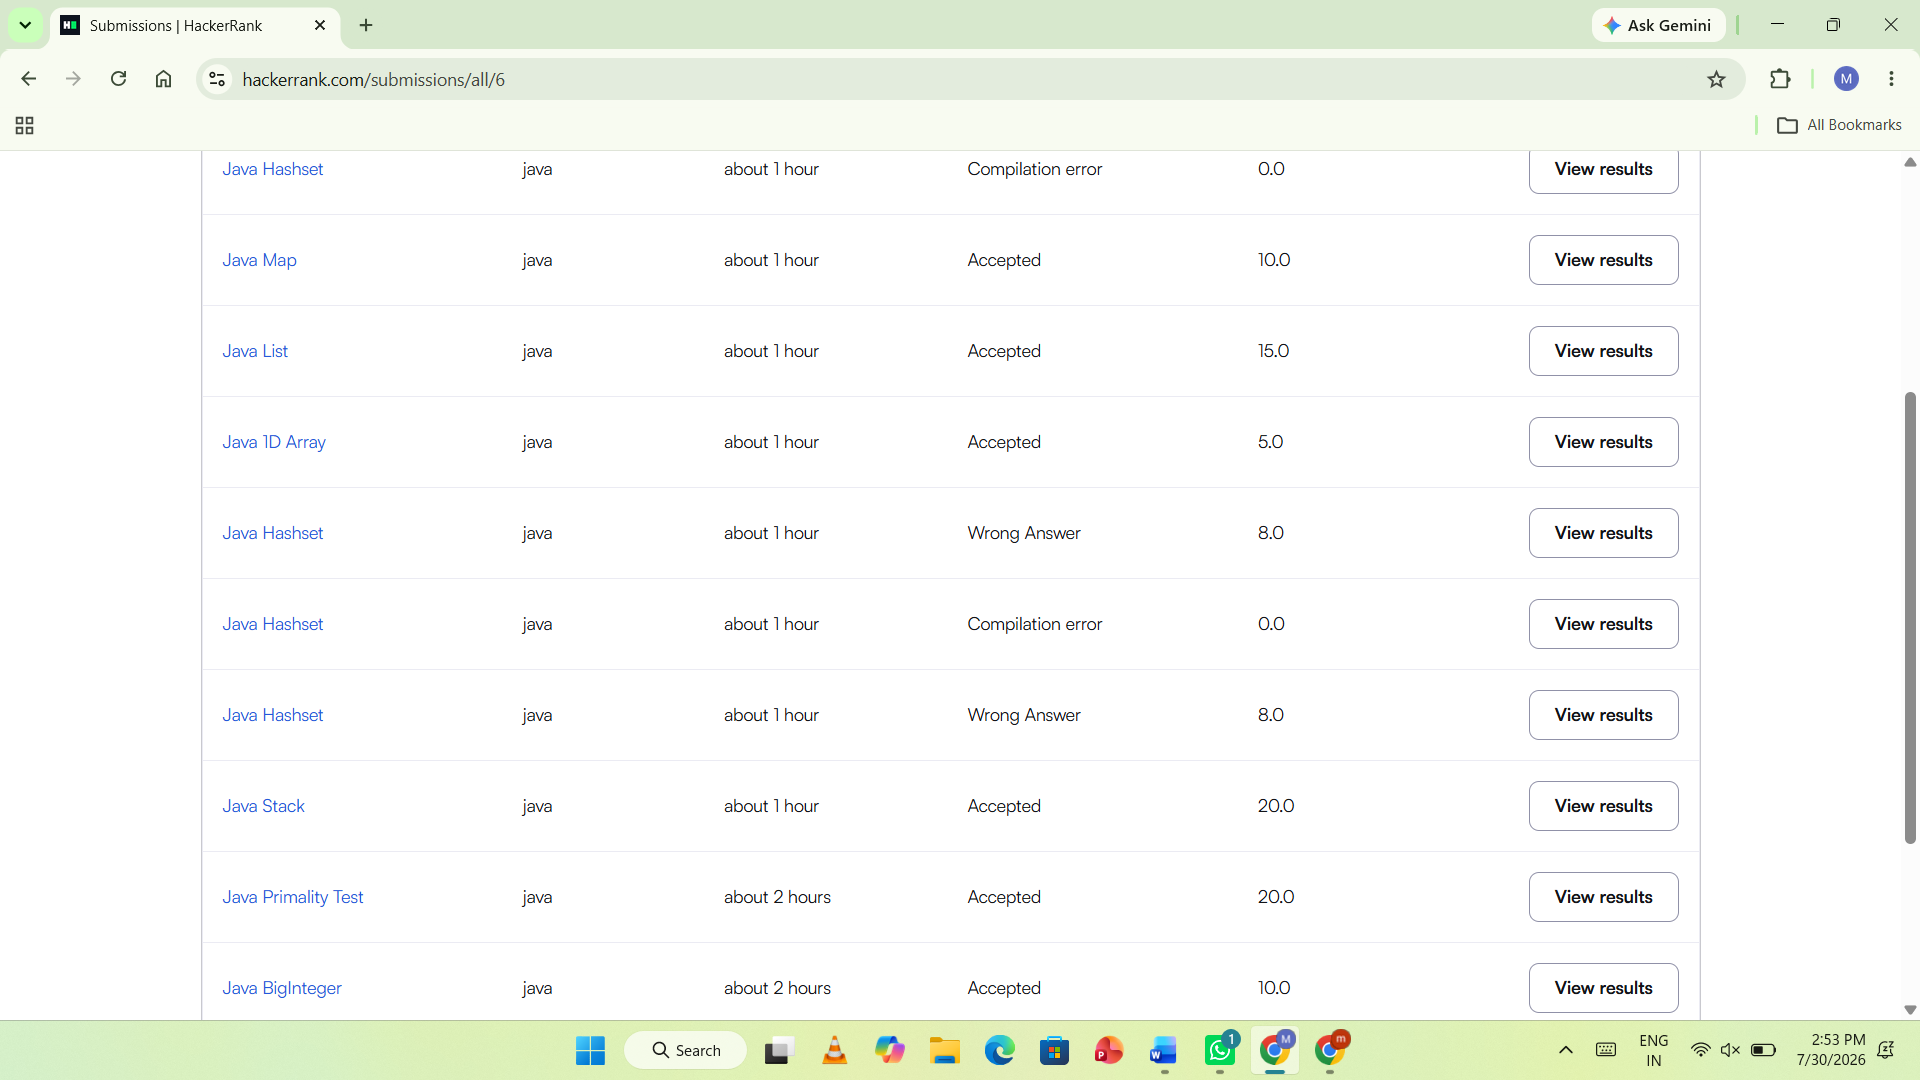 Submissions | HackerRank
Ask Gemini
hackerrank.com/submissions/all/6
M
All Bookmarks
Java Hashset java about 1 hour Compilation error 0.0 View results
Java Map java about 1 hour Accepted 10.0 View results
Java List java about 1 hour Accepted 15.0 View results
Java 1D Array java about 1 hour Accepted 5.0 View results
Java Hashset java about 1 hour Wrong Answer 8.0 View results
Java Hashset java about 1 hour Compilation error 0.0 View results
Java Hashset java about 1 hour Wrong Answer 8.0 View results
Java Stack java about 1 hour Accepted 20.0 View results
Java Primality Test java about 2 hours Accepted 20.0 View results
Java BigInteger java about 2 hours Accepted 10.0 View results
Search
1
M
m
ENG
IN
2:53 PM
7/30/2026